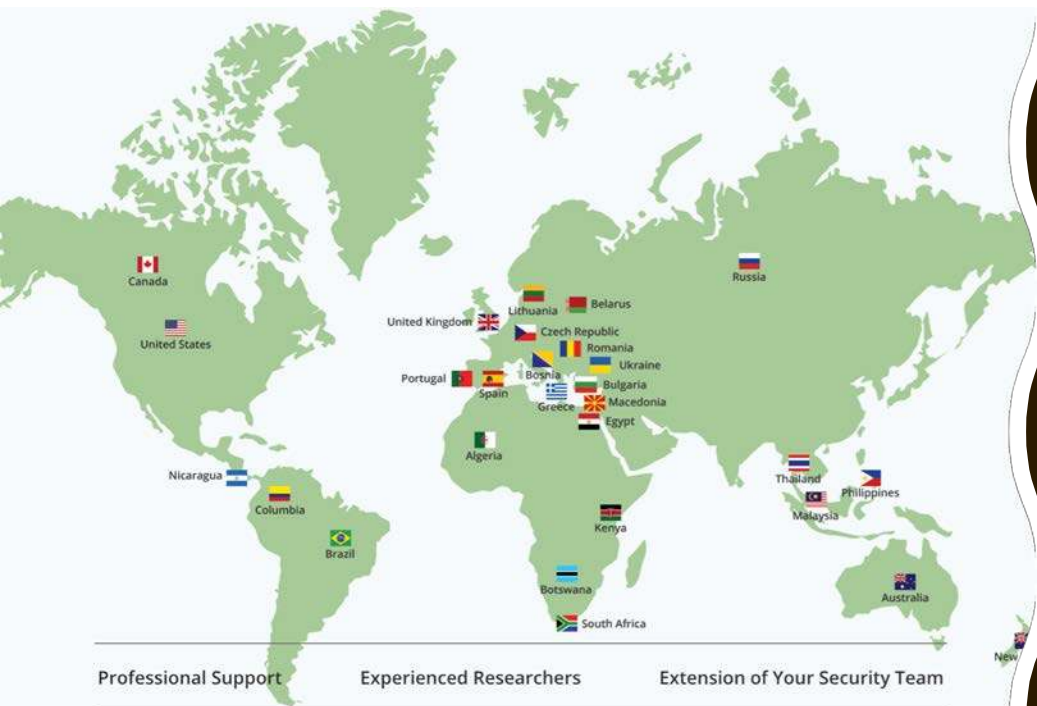 Canada
Russia
Lithuania
Belarus
United Kingdom
Czech Republic
United States
Romania
Ukraine
Bosnia
Portugal
Spain
Bulgaria
Greece
Macedonia
Egypt
Algeria
Nicaragua
Thailand
Philippines
Columbia
Malaysia
Kenya
Brazil
Botswana
Australia
South Africa
New
Professional Support
Experienced Researchers
Extension of Your Security Team